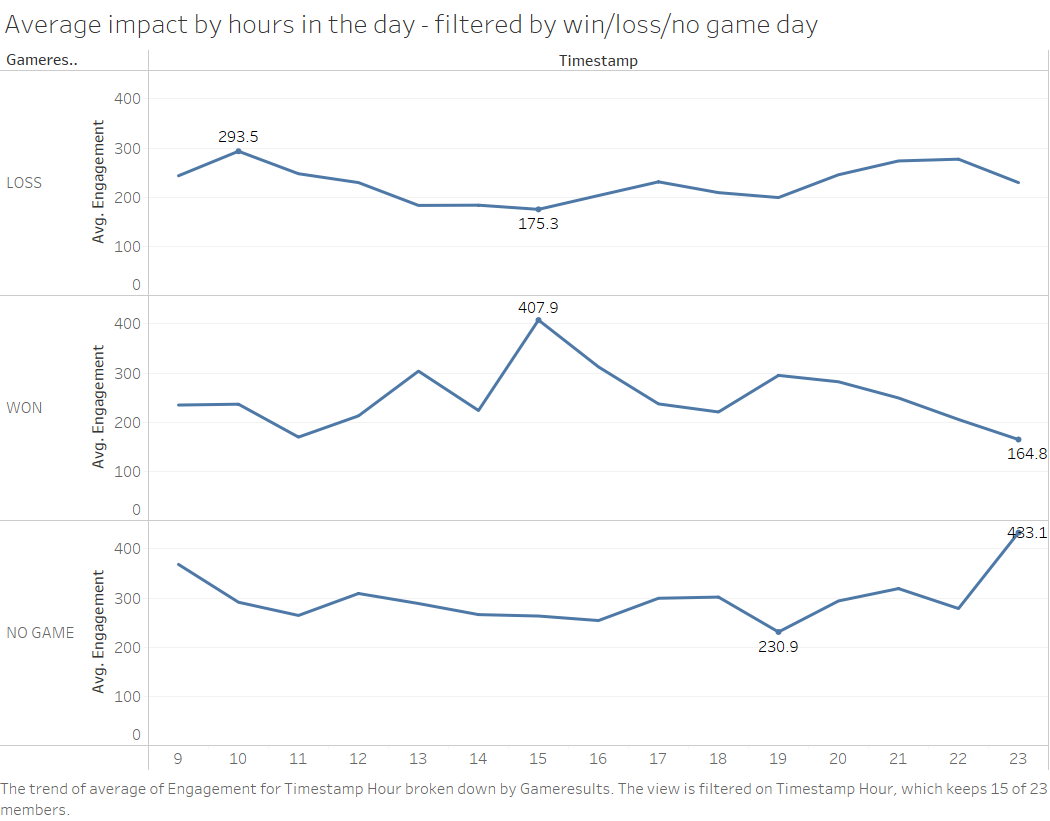 Average impact by hours in the day - filtered by win/loss/no game day
Gameres..
Timestamp
LOSS
Avg. Engagement
400
300
200
100
0
293.5
175.3
WON
Avg. Engagement
400
300
200
100
0
407.9
164.8
NO GAME
Avg. Engagement
400
300
200
100
0
433.1
230.9
9 10 11 12 13 14 15 16 17 18 19 20 21 22 23
The trend of average of Engagement for Timestamp Hour broken down by Gameresults. The view is filtered on Timestamp Hour, which keeps 15 of 23
members.